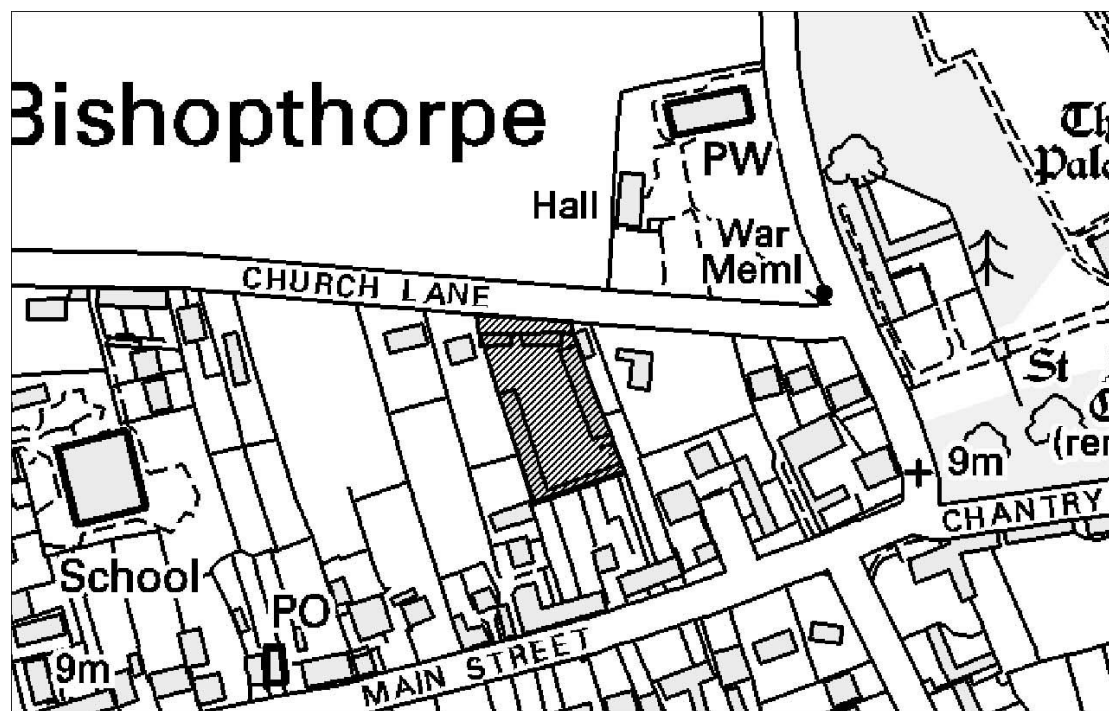 Bishopthorpe
PW
Hall
War
Meml
CHURCH LANE
St
9m
CHANTRY
School
PO
9m
MAIN STREET